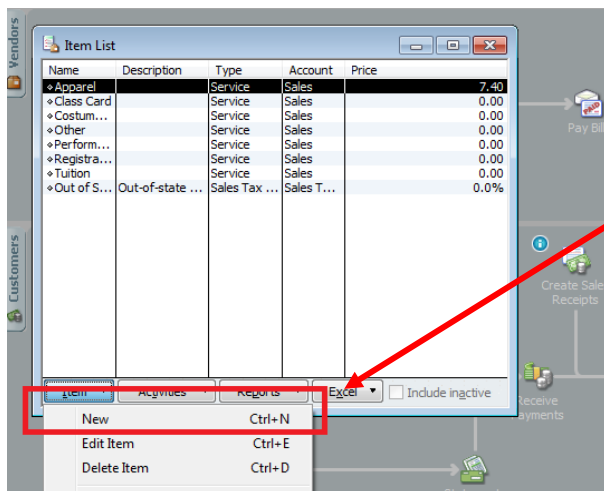 Vendors
Item List
Name Description Type Account Price
Apparel Service Sales 7.40
Class Card Service Sales 0.00
Costum... Service Sales 0.00
Other Service Sales 0.00
Perform... Service Sales 0.00
Registra... Service Sales 0.00
Tuition Service Sales 0.00
Out of S... Out-of-state ... Sales Tax ... Sales T... 0.0%
PAID
Pay Bil
Customers
Create Sale
Receipts
Item Activities Reports Excel Include inactive
Receive
Payments
New Ctrl+N
Edit Item Ctrl+E
Delete Item Ctrl+D